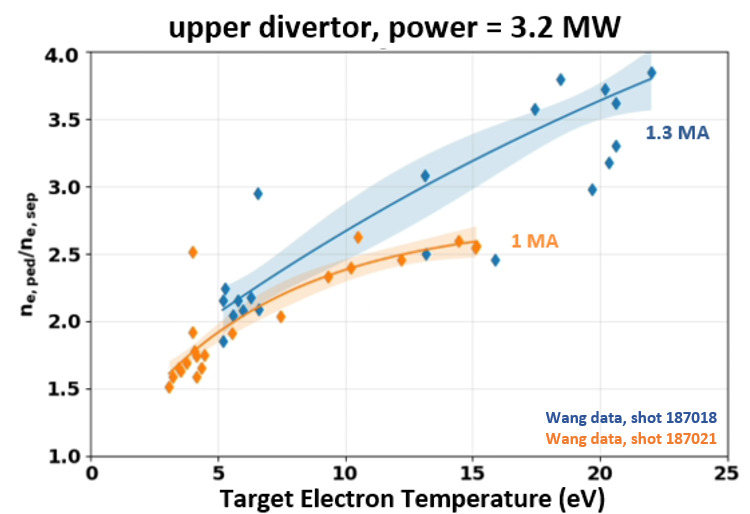 upper divertor, power = 3.2 MW
4.0
3.5
3.0
2.5
2.0
1.5
1.0
n_e, ped/n_e, sep
1.3 MA
1 MA
Wang data, shot 187018
Wang data, shot 187021
0
5
10
15
20
25
Target Electron Temperature (eV)